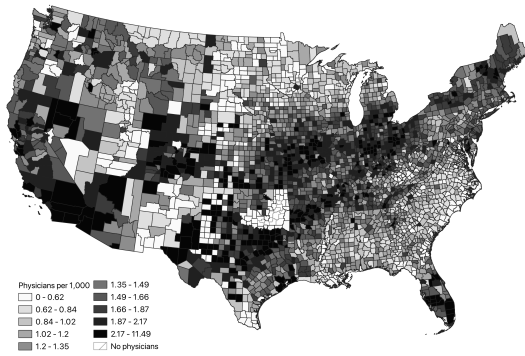 Physicians per 1,000
0 - 0.62
0.62 - 0.84
0.84 - 1.02
1.02 - 1.2
1.2 - 1.35
1.35 - 1.49
1.49 - 1.66
1.66 - 1.87
1.87 - 2.17
2.17 - 11.49
No physicians